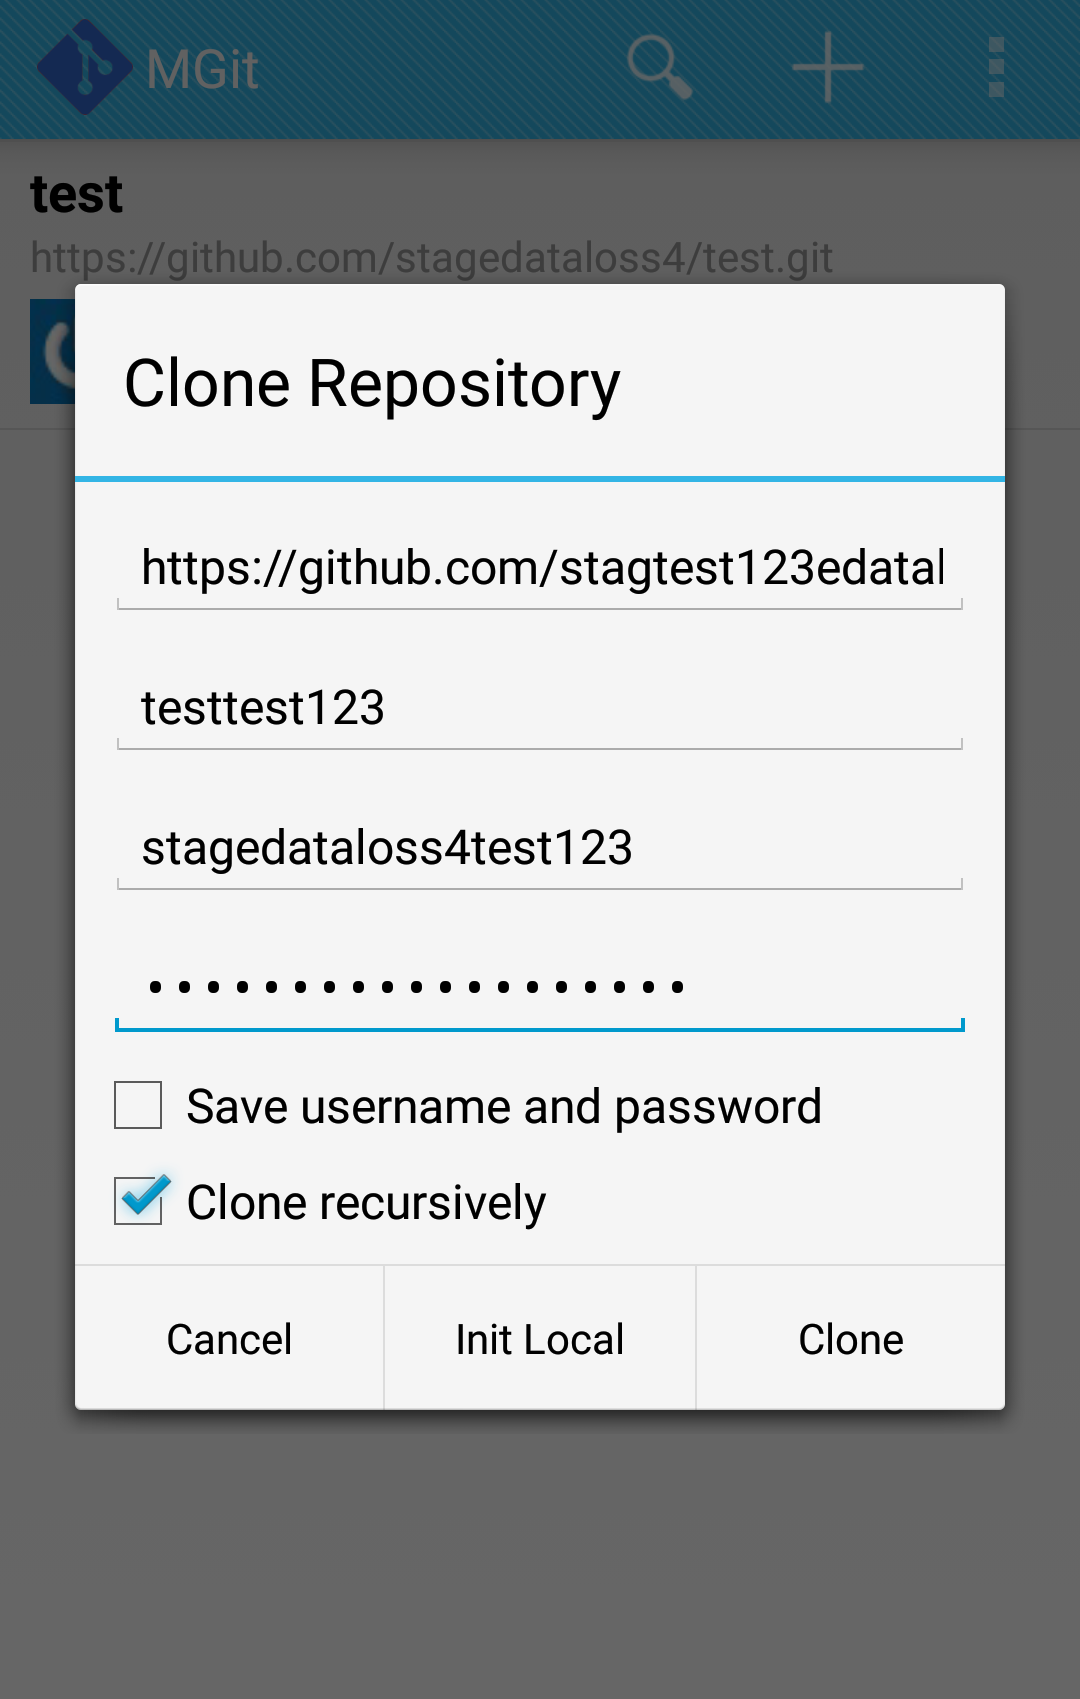 MGit
test
https://github.com/stagedataloss4/test.git
Clone Repository
https://github.com/stagtest123edatal
testtest123
stagedataloss4test123
•••••••••••••••••••
Save username and password
Clone recursively
Cancel Init Local Clone